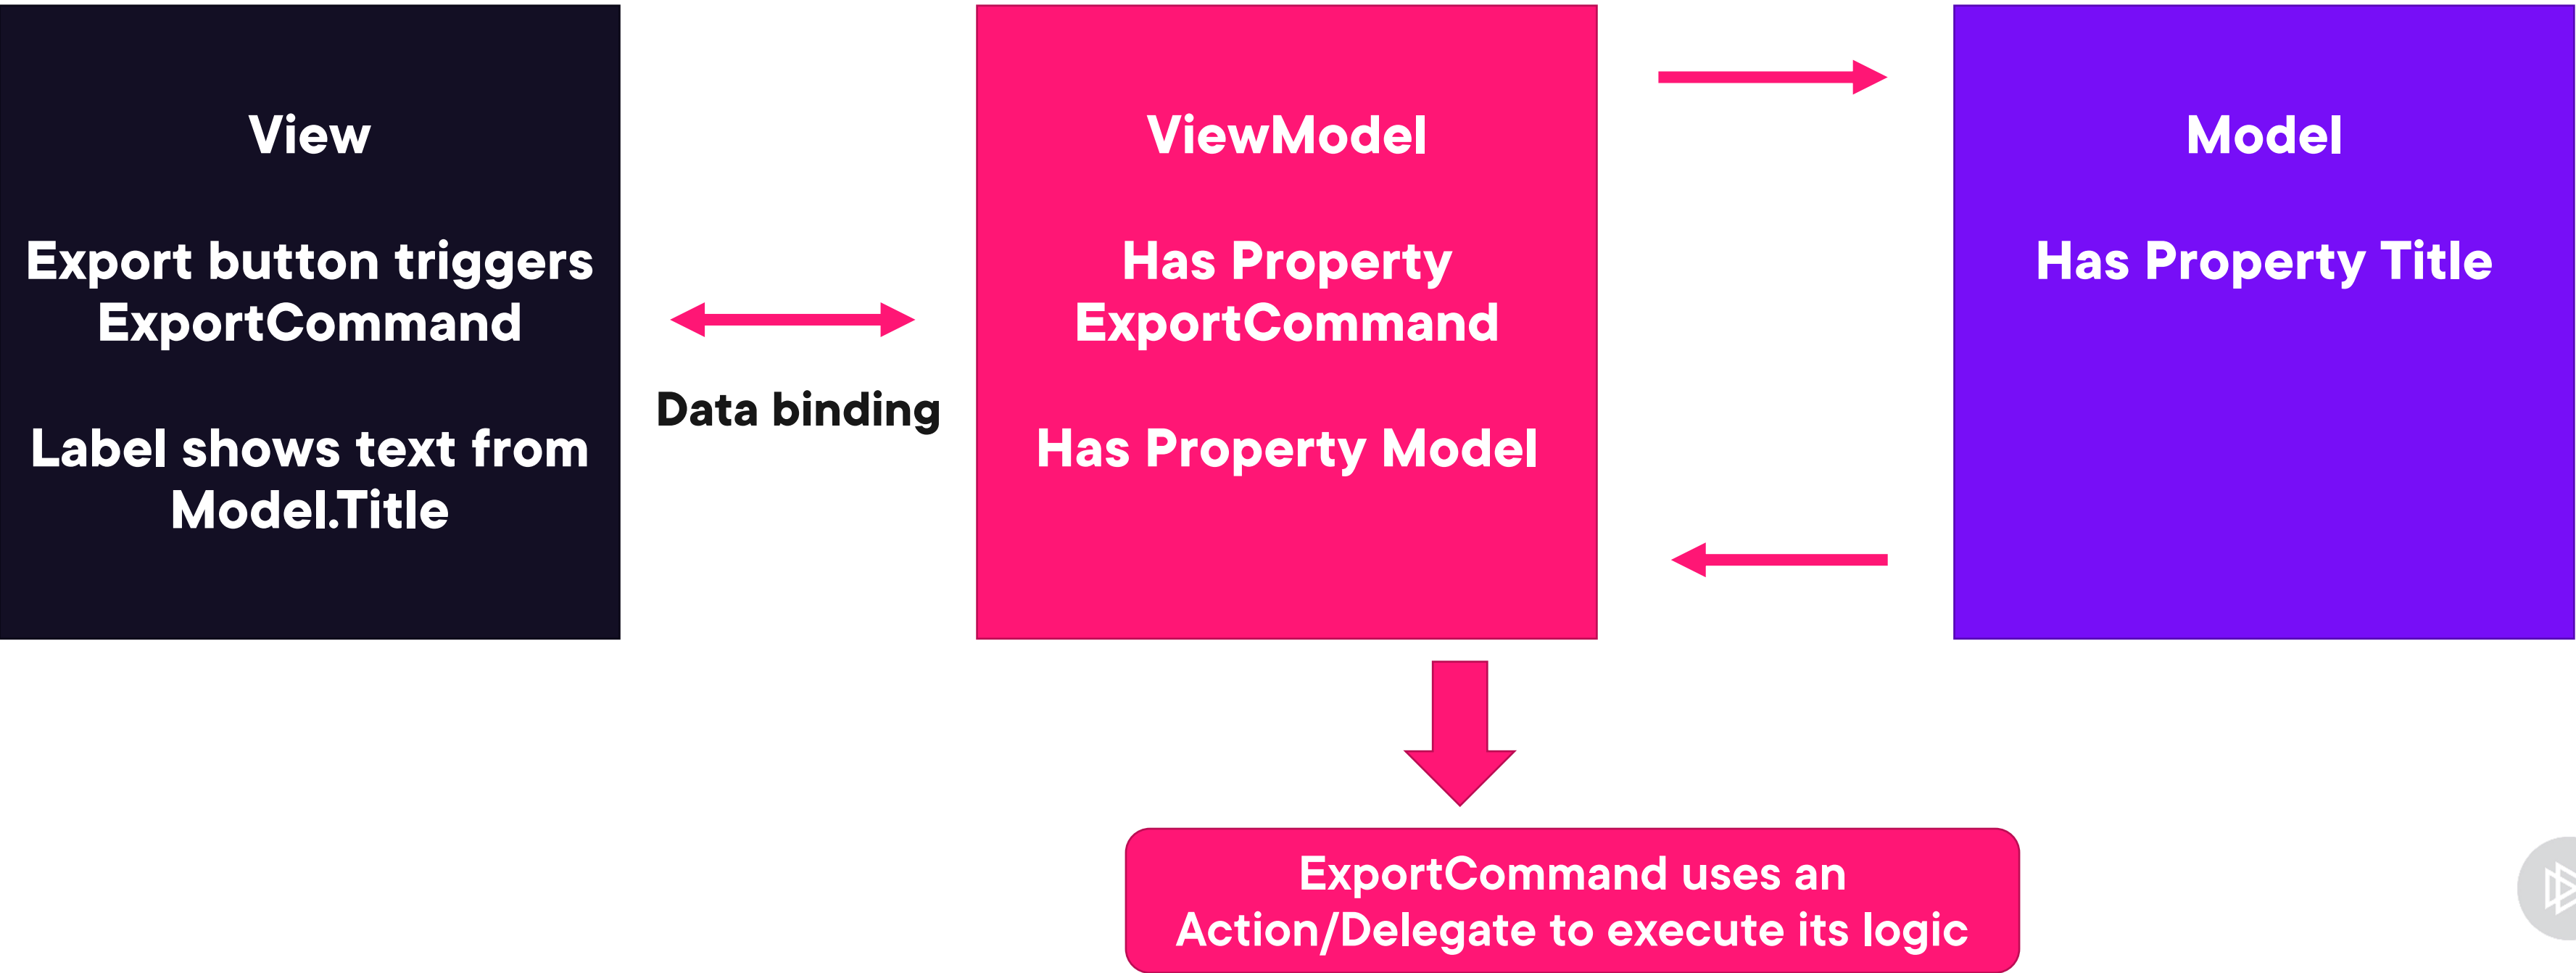 View
Export button triggers
ExportCommand
Label shows text from
Model.Title
Data binding
ViewModel
Has Property
ExportCommand
Has Property Model
Model
Has Property Title
ExportCommand uses an
Action/Delegate to execute its logic